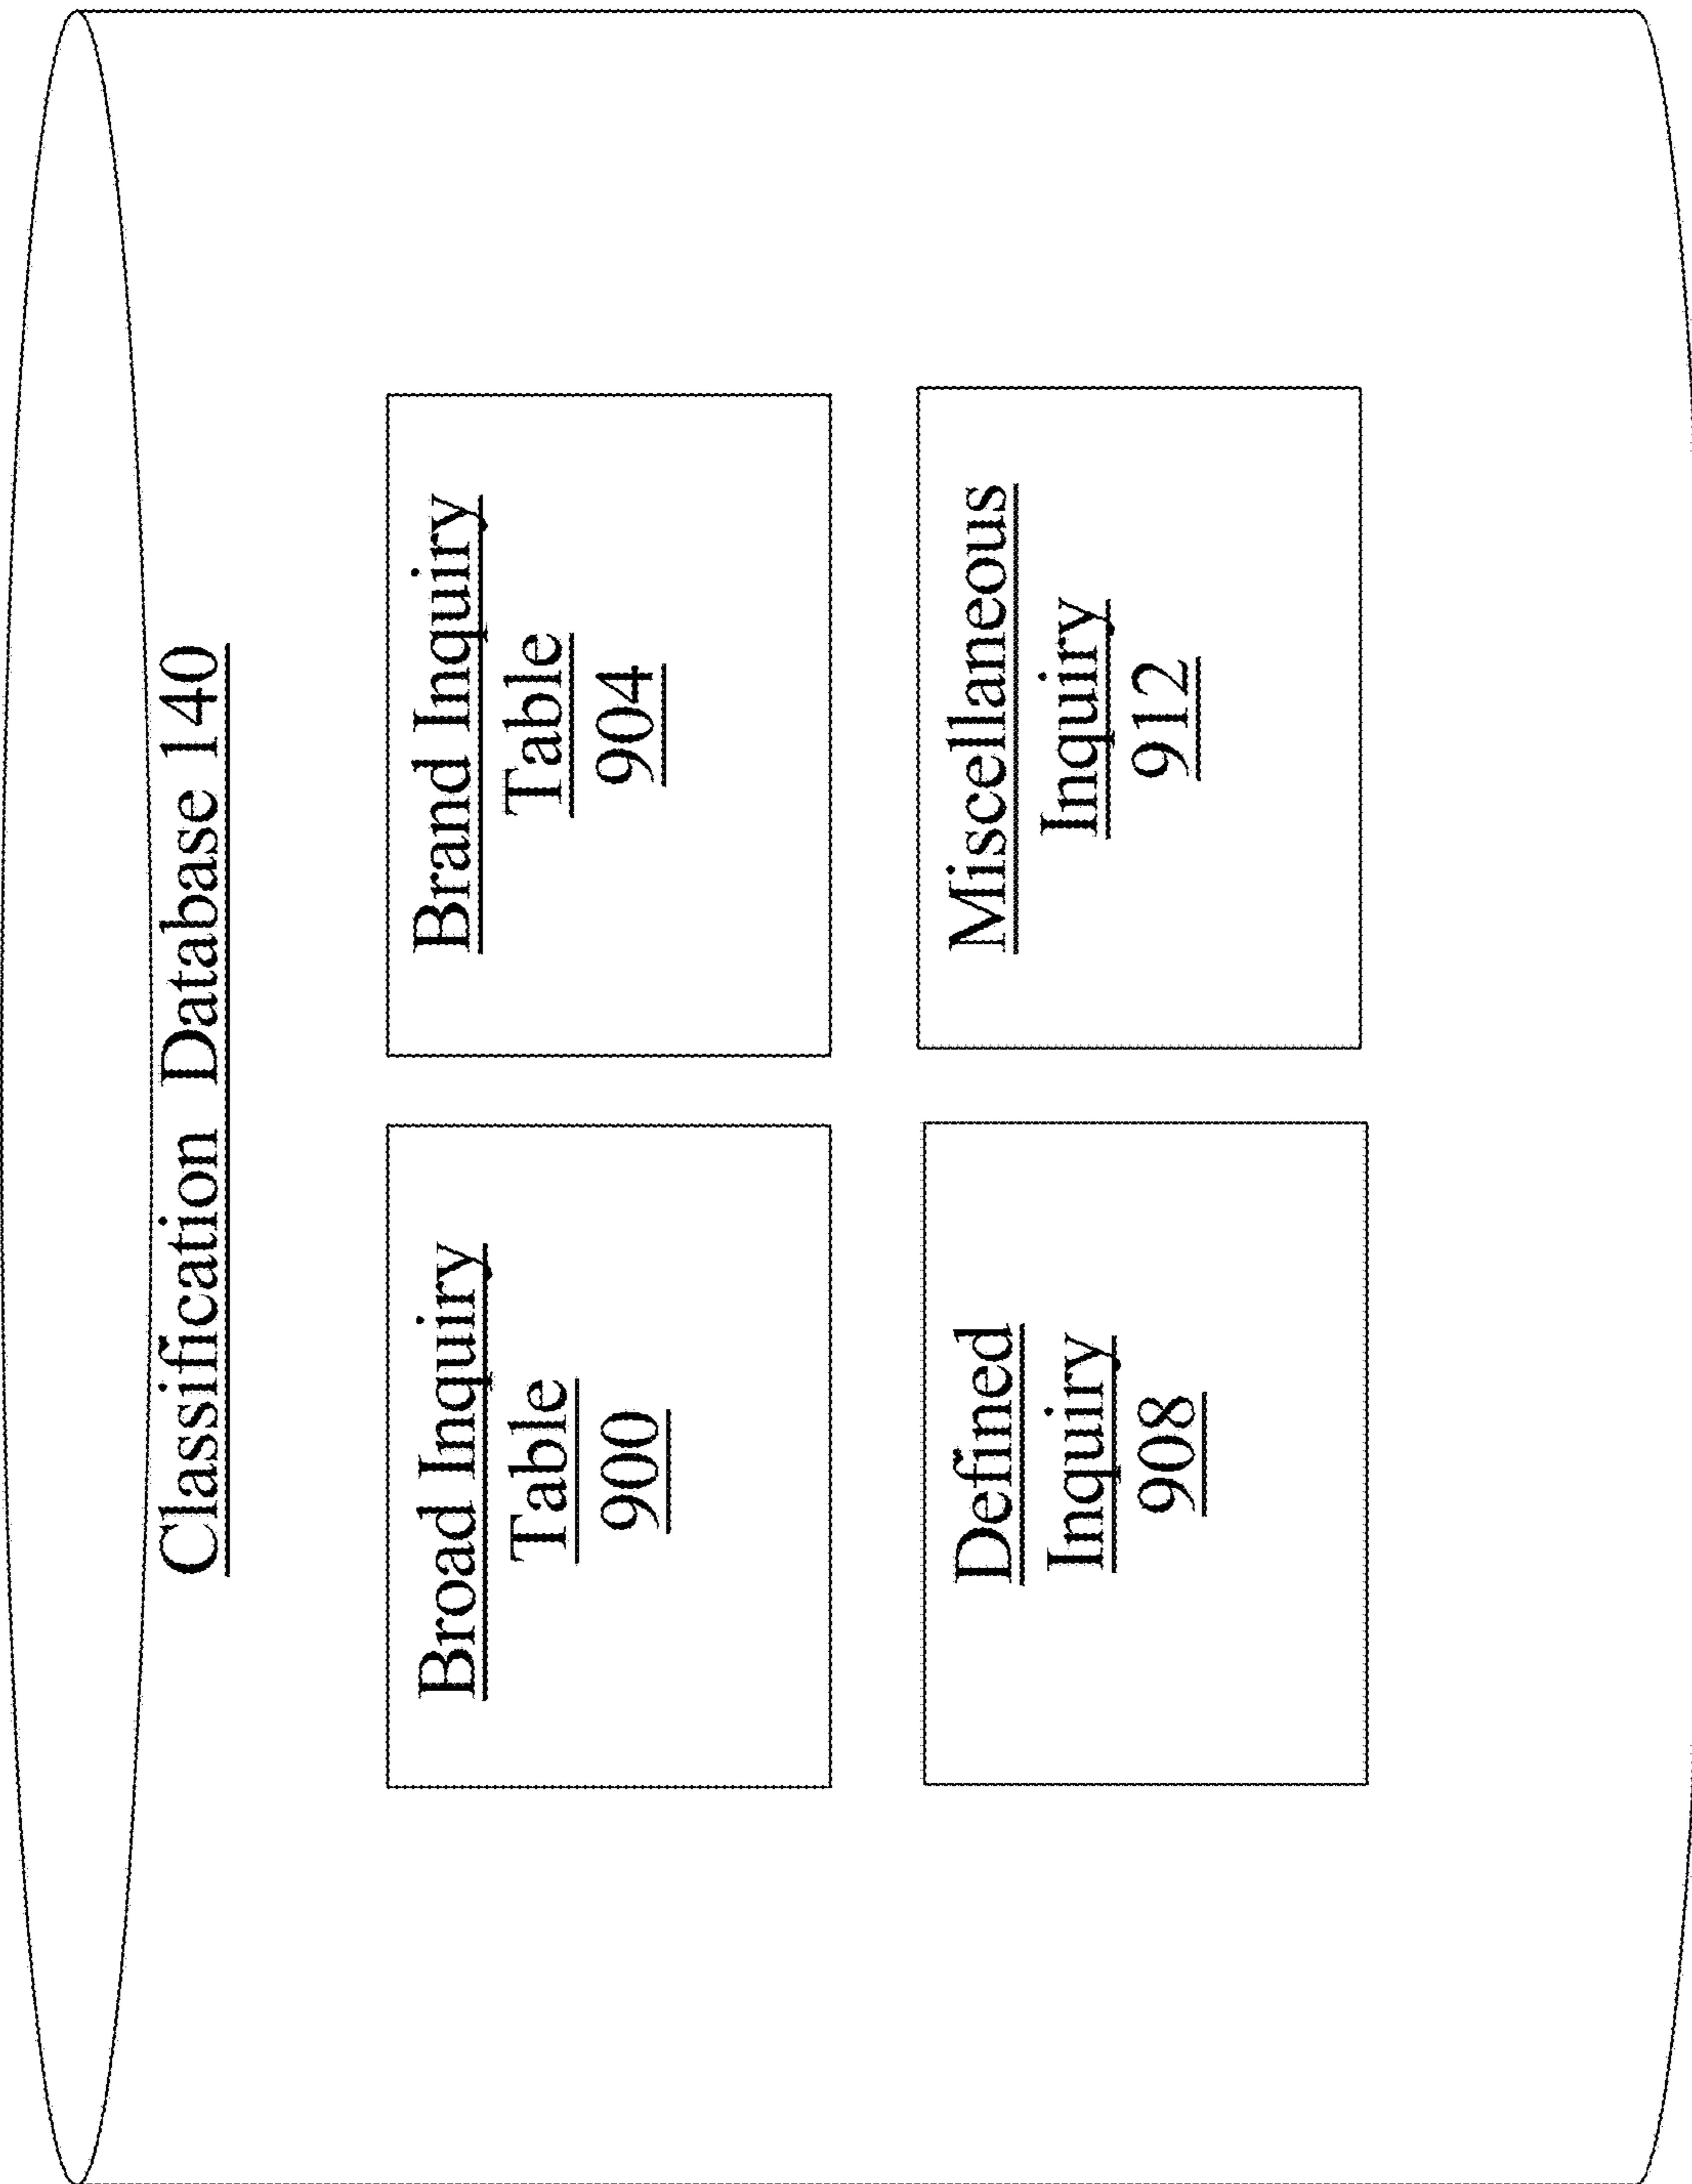 Classification Database 140
Broad Inquiry
Table
900
Brand Inquiry
Table
904
Defined
Inquiry
908
Miscellaneous
Inquiry
912